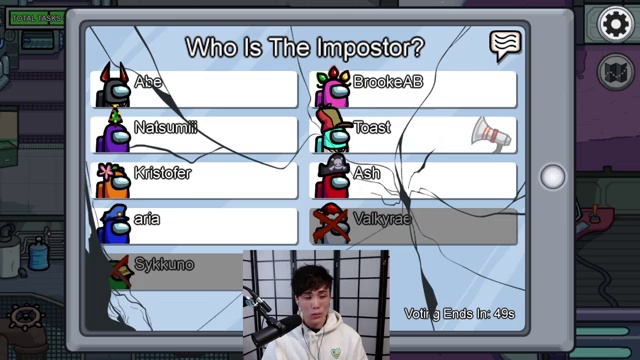 TOTAL TASKS
Who Is The Impostor?
Abe
BrookeAB
Natsumiii
Toast
Kristofer
Ash
aria
Valkyrae
Sykkuno
Voting Ends In: 49s